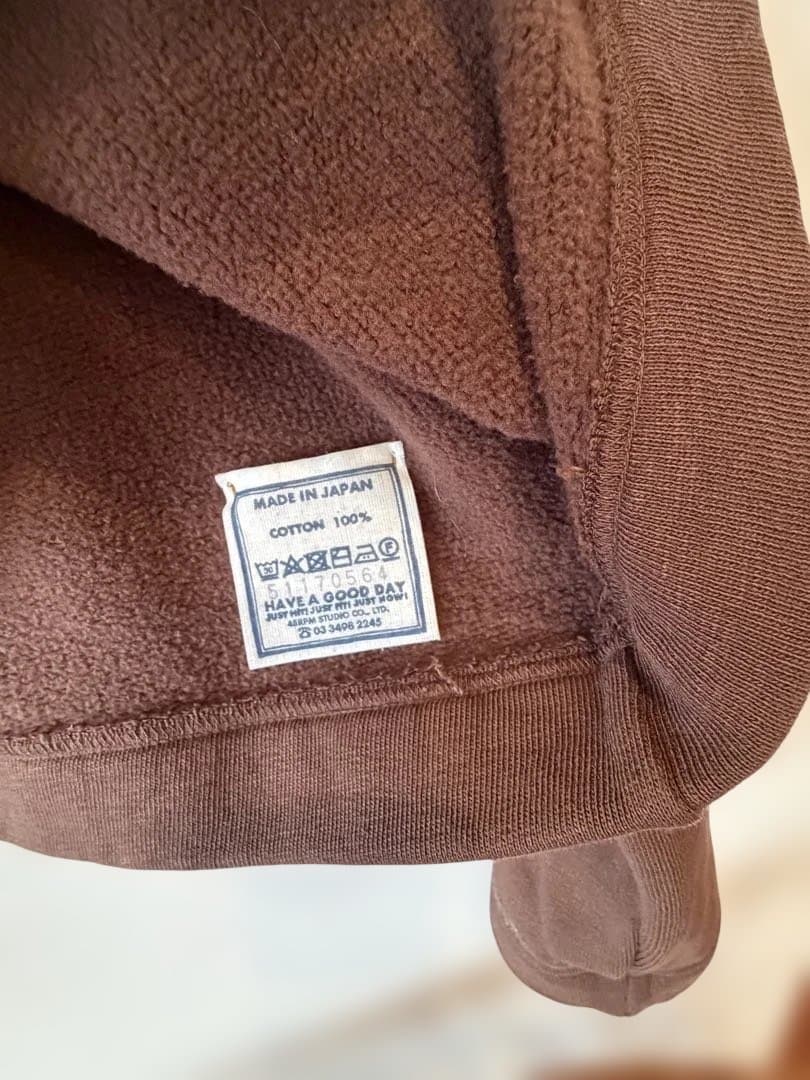 MADE IN JAPAN
COTTON 100%
30 F
51170564
HAVE A GOOD DAY
JUST HIT! JUST FIT! JUST NOW!
45RPM STUDIO CO., LTD.
☎ 03 3498 2245